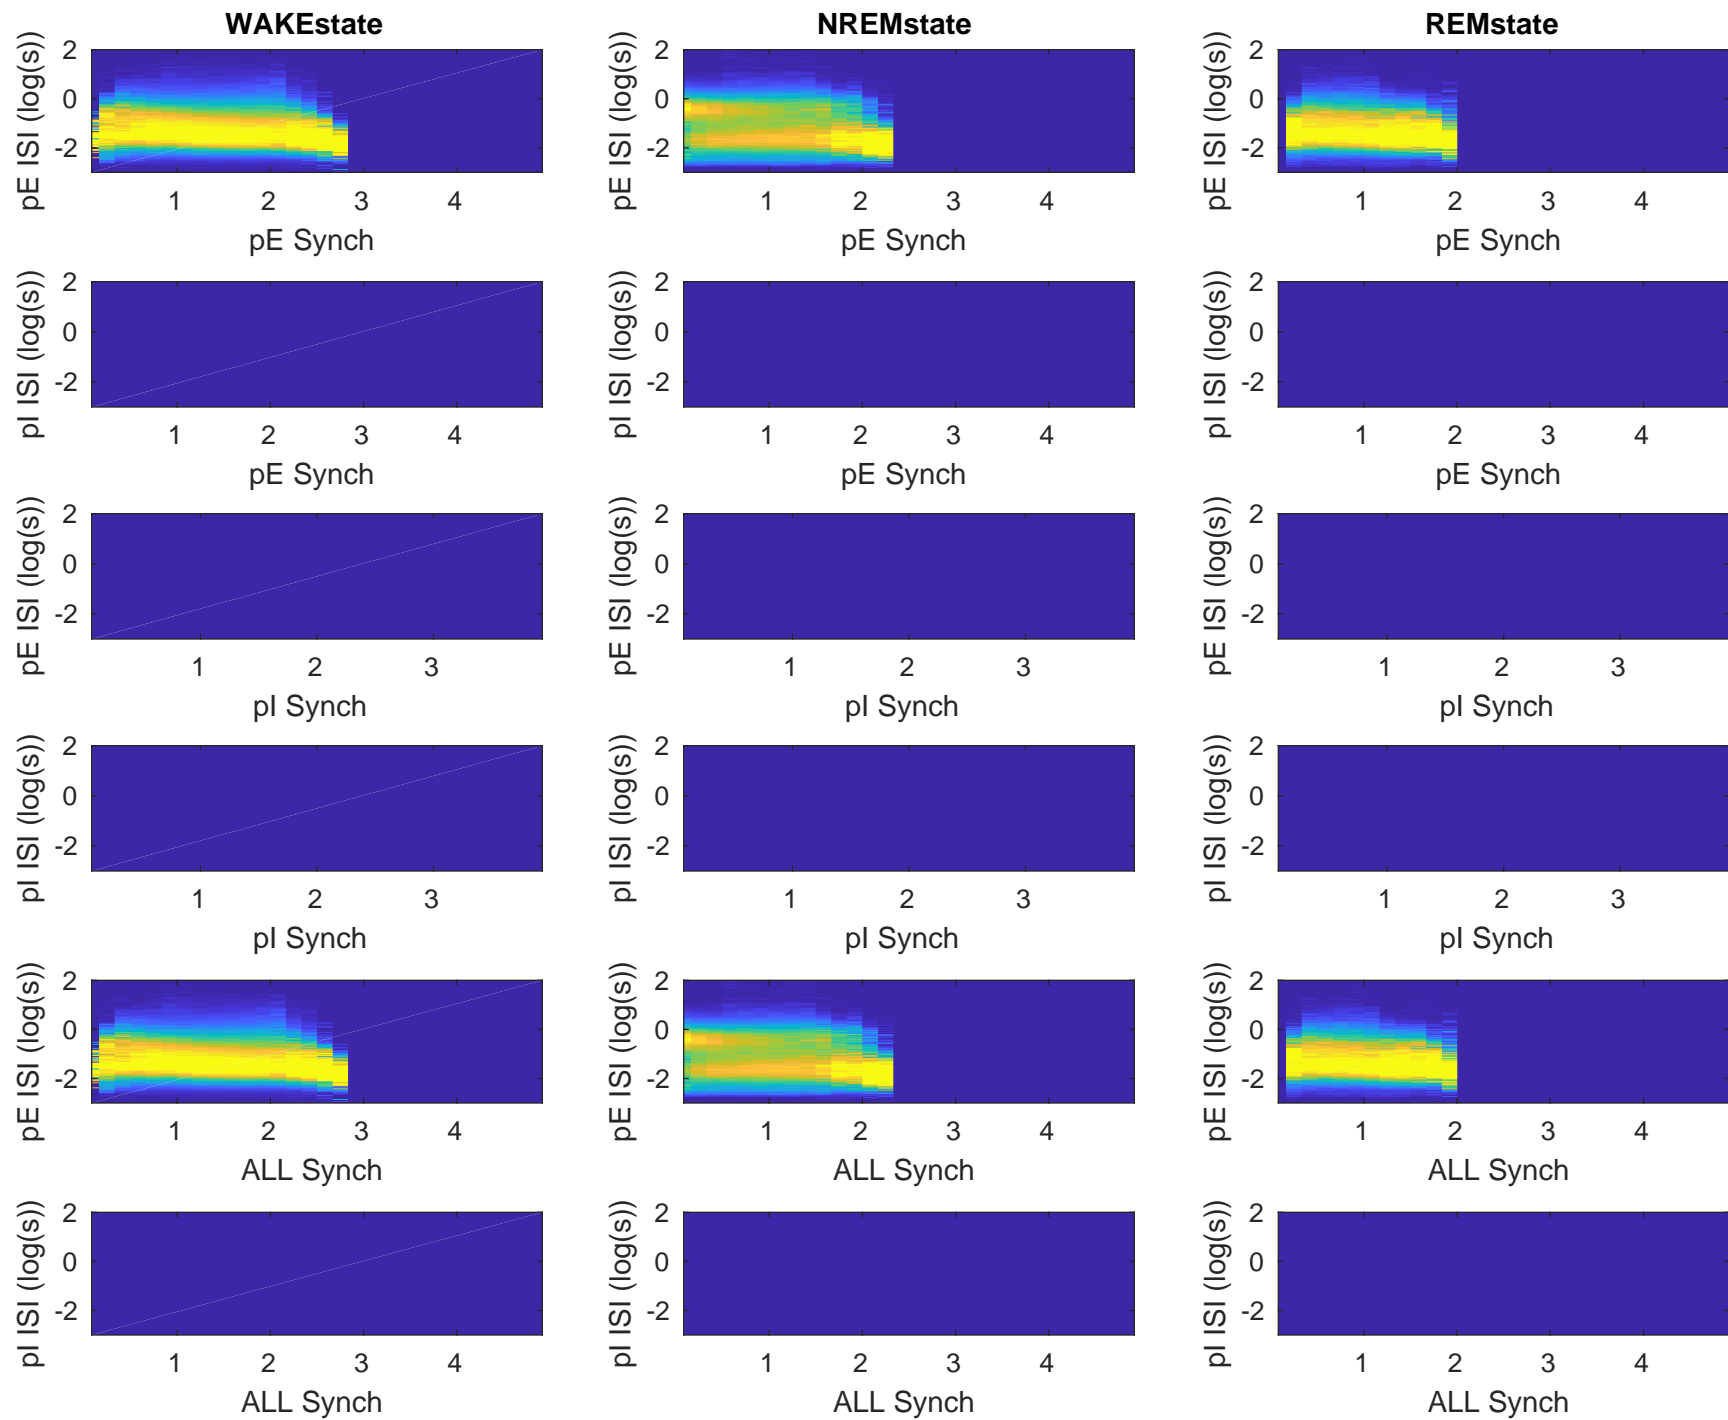 WAKEstate NREMstate REMstate
pE ISI (log(s)) 2 0 -2 pE ISI (log(s)) 2 0 -2 pE ISI (log(s)) 2 0 -2
1 2 3 4 1 2 3 4 1 2 3 4
pE Synch pE Synch pE Synch
pI ISI (log(s)) 2 0 -2 pI ISI (log(s)) 2 0 -2 pI ISI (log(s)) 2 0 -2
1 2 3 4 1 2 3 4 1 2 3 4
pE Synch pE Synch pE Synch
pE ISI (log(s)) 2 0 -2 pE ISI (log(s)) 2 0 -2 pE ISI (log(s)) 2 0 -2
1 2 3 1 2 3 1 2 3
pI Synch pI Synch pI Synch
pI ISI (log(s)) 2 0 -2 pI ISI (log(s)) 2 0 -2 pI ISI (log(s)) 2 0 -2
1 2 3 1 2 3 1 2 3
pI Synch pI Synch pI Synch
pE ISI (log(s)) 2 0 -2 pE ISI (log(s)) 2 0 -2 pE ISI (log(s)) 2 0 -2
1 2 3 4 1 2 3 4 1 2 3 4
ALL Synch ALL Synch ALL Synch
pI ISI (log(s)) 2 0 -2 pI ISI (log(s)) 2 0 -2 pI ISI (log(s)) 2 0 -2
1 2 3 4 1 2 3 4 1 2 3 4
ALL Synch ALL Synch ALL Synch